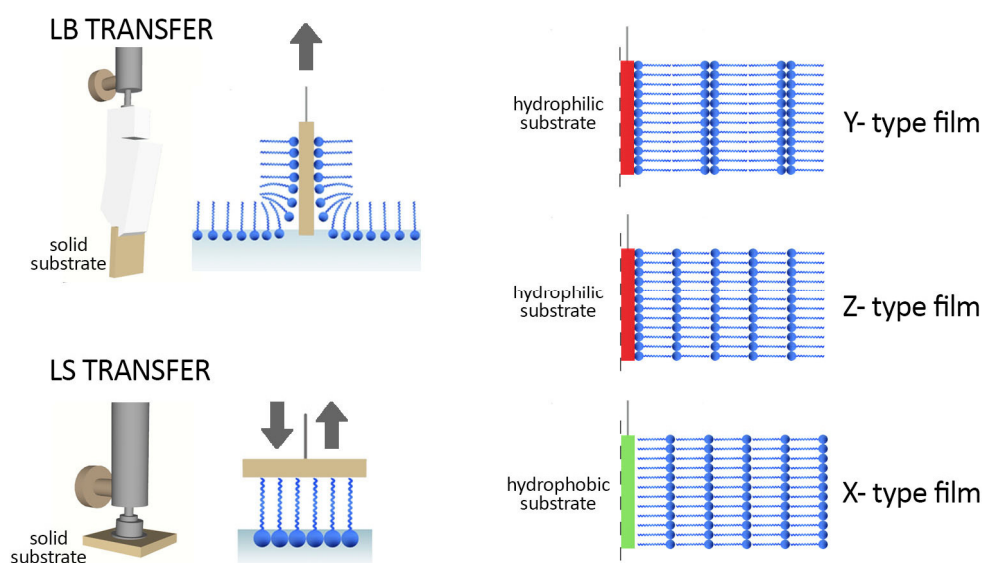 LB TRANSFER
solid
substrate
LS TRANSFER
solid
substrate
hydrophilic
substrate
Y- type film
hydrophilic
substrate
Z- type film
hydrophobic
substrate
X- type film